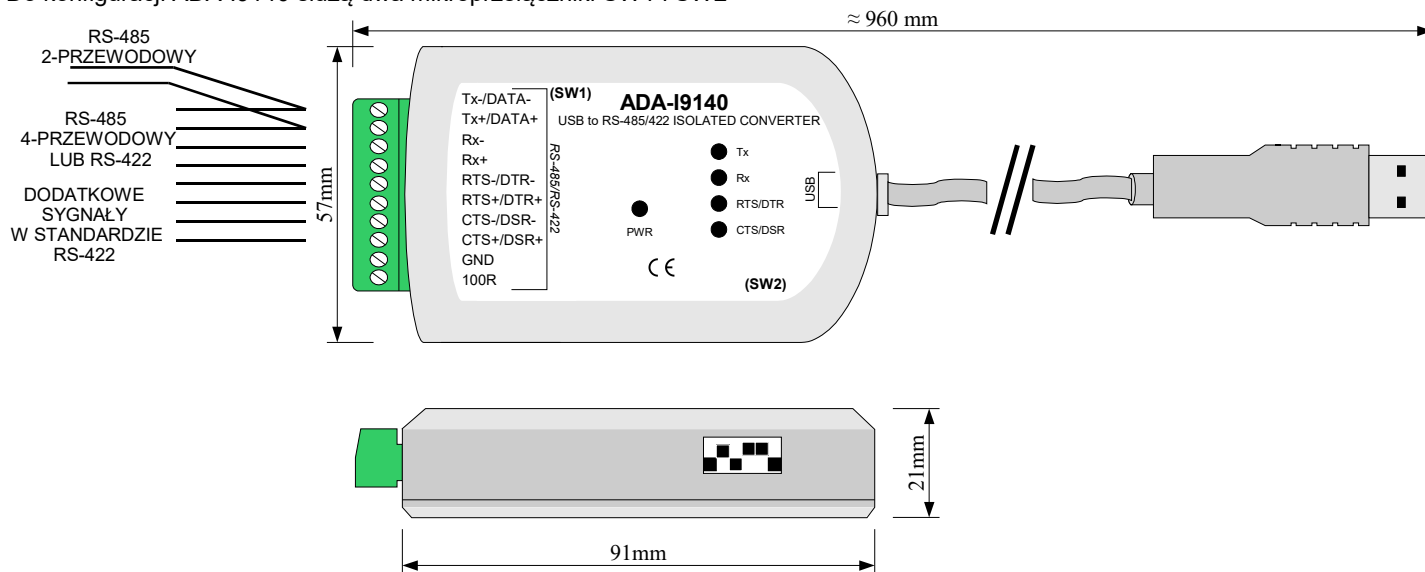 ≈ 960 mm
RS-485
2-PRZEWODOWY
RS-485
4-PRZEWODOWY
LUB RS-422
DODATKOWE
SYGNAŁY
W STANDARDZIE
RS-422
57mm
Tx-/DATA-
Tx+/DATA+
Rx-
Rx+
RTS-/DTR-
RTS+/DTR+
CTS-/DSR-
CTS+/DSR+
GND
100R
(SW1)
RS-485/RS-422
ADA-I9140
USB to RS-485/422 ISOLATED CONVERTER
Tx
Rx
RTS/DTR
CTS/DSR
PWR
USB
CE
(SW2)
21mm
91mm